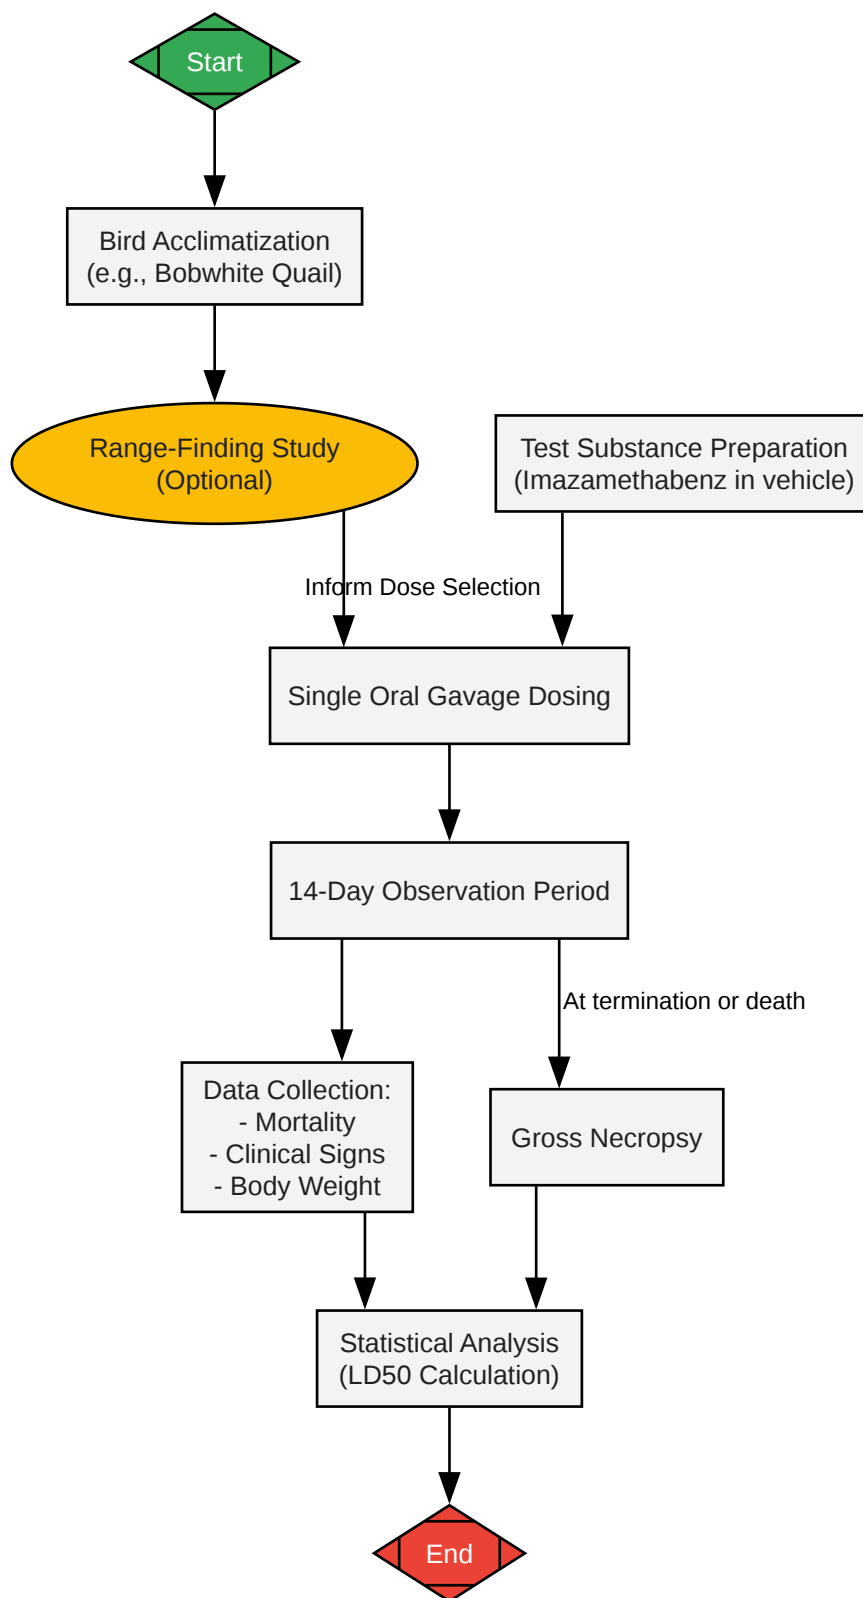 Start
Bird Acclimatization
(e.g., Bobwhite Quail)
Range-Finding Study
(Optional)
Test Substance Preparation
(Imazamethabenz in vehicle)
Inform Dose Selection
Single Oral Gavage Dosing
14-Day Observation Period
At termination or death
Data Collection:
- Mortality
- Clinical Signs
- Body Weight
Gross Necropsy
Statistical Analysis
(LD50 Calculation)
End